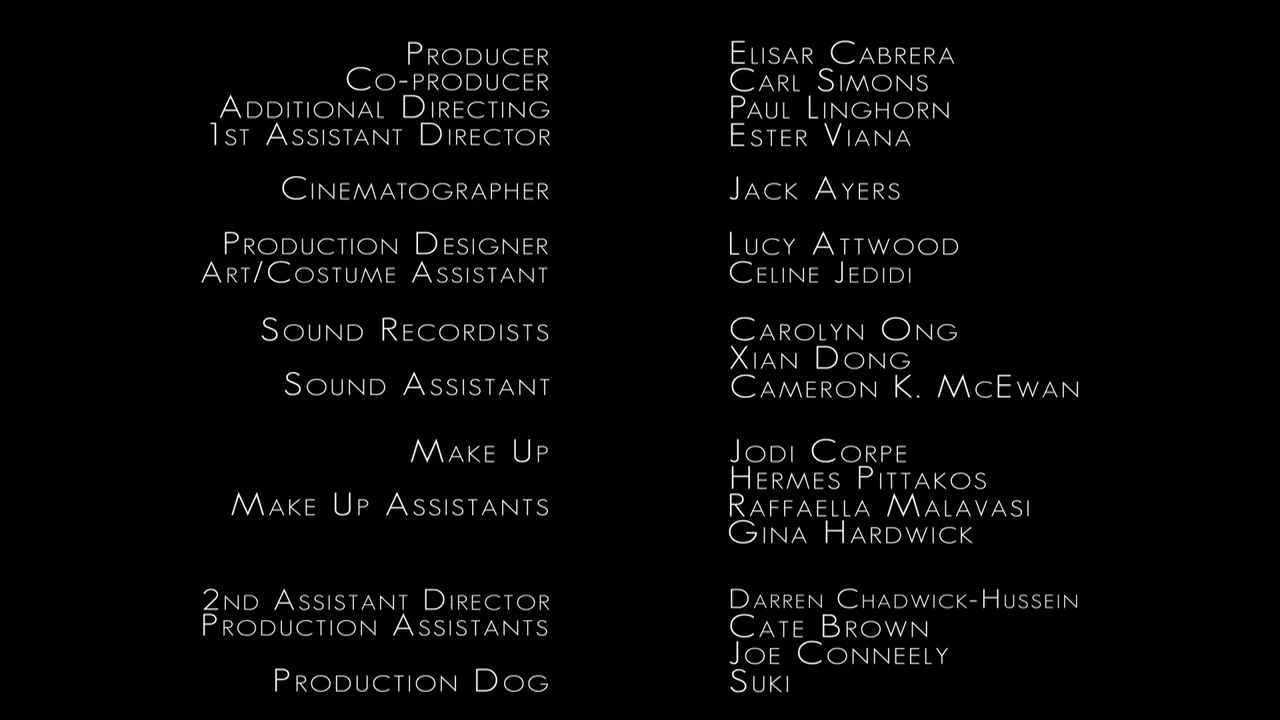 Producer Elisar Cabrera
Co-producer Carl Simons
Additional Directing Paul Linghorn
1st Assistant Director Ester Viana
Cinematographer Jack Ayers
Production Designer Lucy Attwood
Art/Costume Assistant Celine Jedidi
Sound Recordists Carolyn Ong
Xian Dong
Sound Assistant Cameron K. McEwan
Make Up Jodi Corpe
Hermes Pittakos
Make Up Assistants Raffaella Malavasi
Gina Hardwick
2nd Assistant Director Darren Chadwick-Hussein
Production Assistants Cate Brown
Joe Conneely
Production Dog Suki